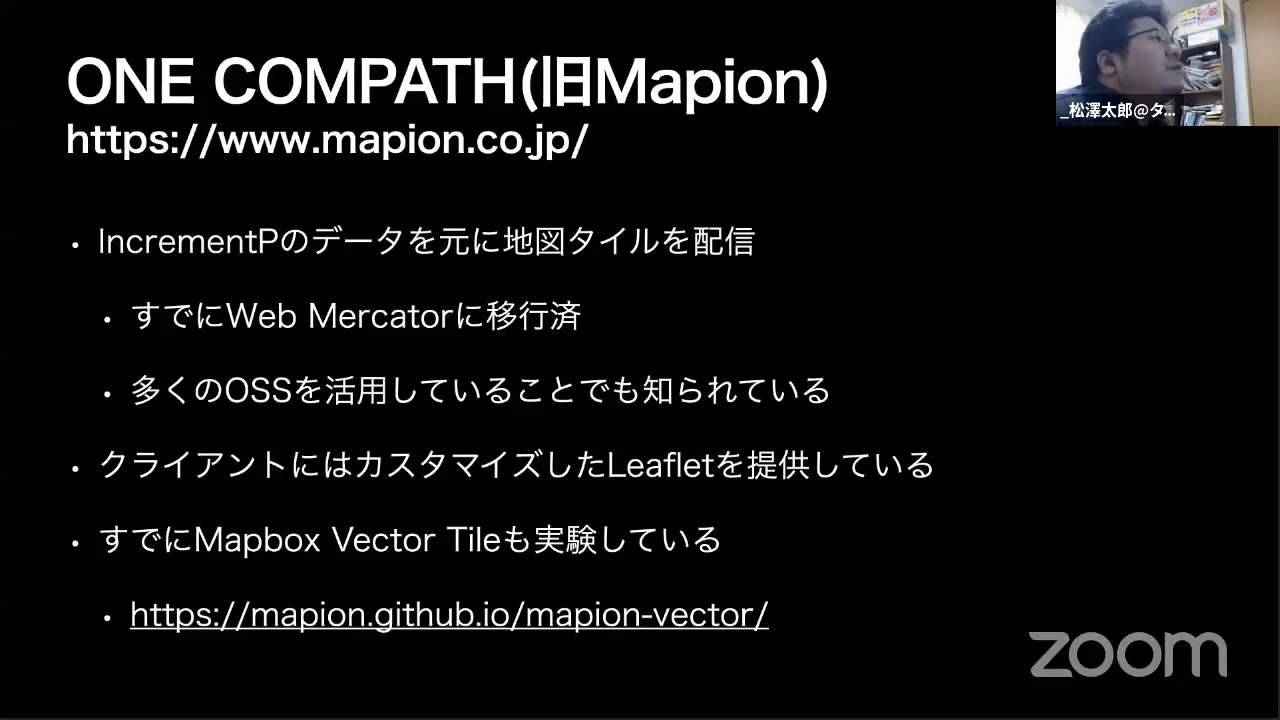 ONE COMPATH(旧Mapion)
https://www.mapion.co.jp/
_松澤太郎@タ...
• IncrementPのデータを元に地図タイルを配信
• すでにWeb Mercatorに移行済
• 多くのOSSを活用していることでも知られている
• クライアントにはカスタマイズしたLeafletを提供している
• すでにMapbox Vector Tileも実験している
• https://mapion.github.io/mapion-vector/
zoom